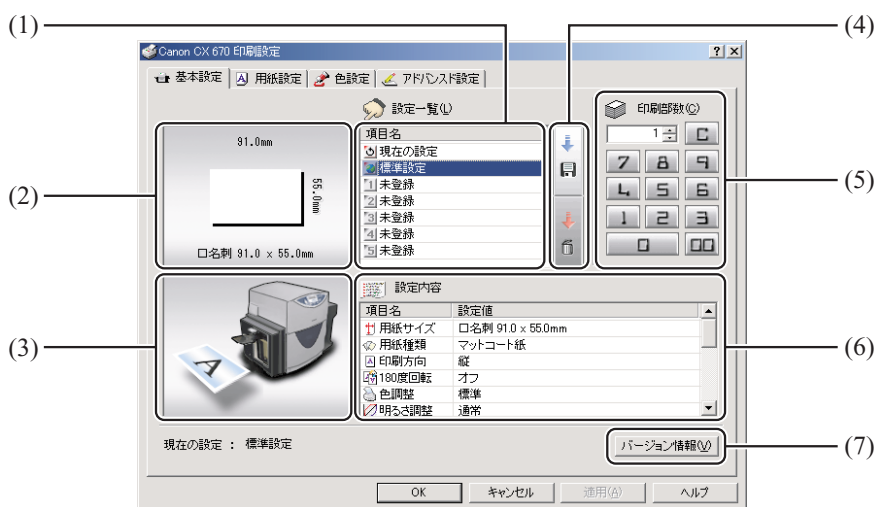 (1)
(4)
Canon CX 670 印刷設定
基本設定 用紙設定 色設定 アドバンスド設定
設定一覧(L)
印刷部数(C)
項目名
1
C
現在の設定
標準設定
1 未登録
2 未登録
3 未登録
4 未登録
5 未登録
7 8 9
4 5 6
1 2 3
0 00
(5)
91.0mm
55.0mm
口名刺 91.0 x 55.0mm
(2)
設定内容
項目名 設定値
用紙サイズ 口名刺 91.0 x 55.0mm
用紙種類 マットコート紙
印刷方向 縦
180度回転 オフ
色調整 標準
明るさ調整 通常
(3)
A
(6)
現在の設定 : 標準設定
バージョン情報(V)
(7)
OK キャンセル 適用(A) ヘルプ